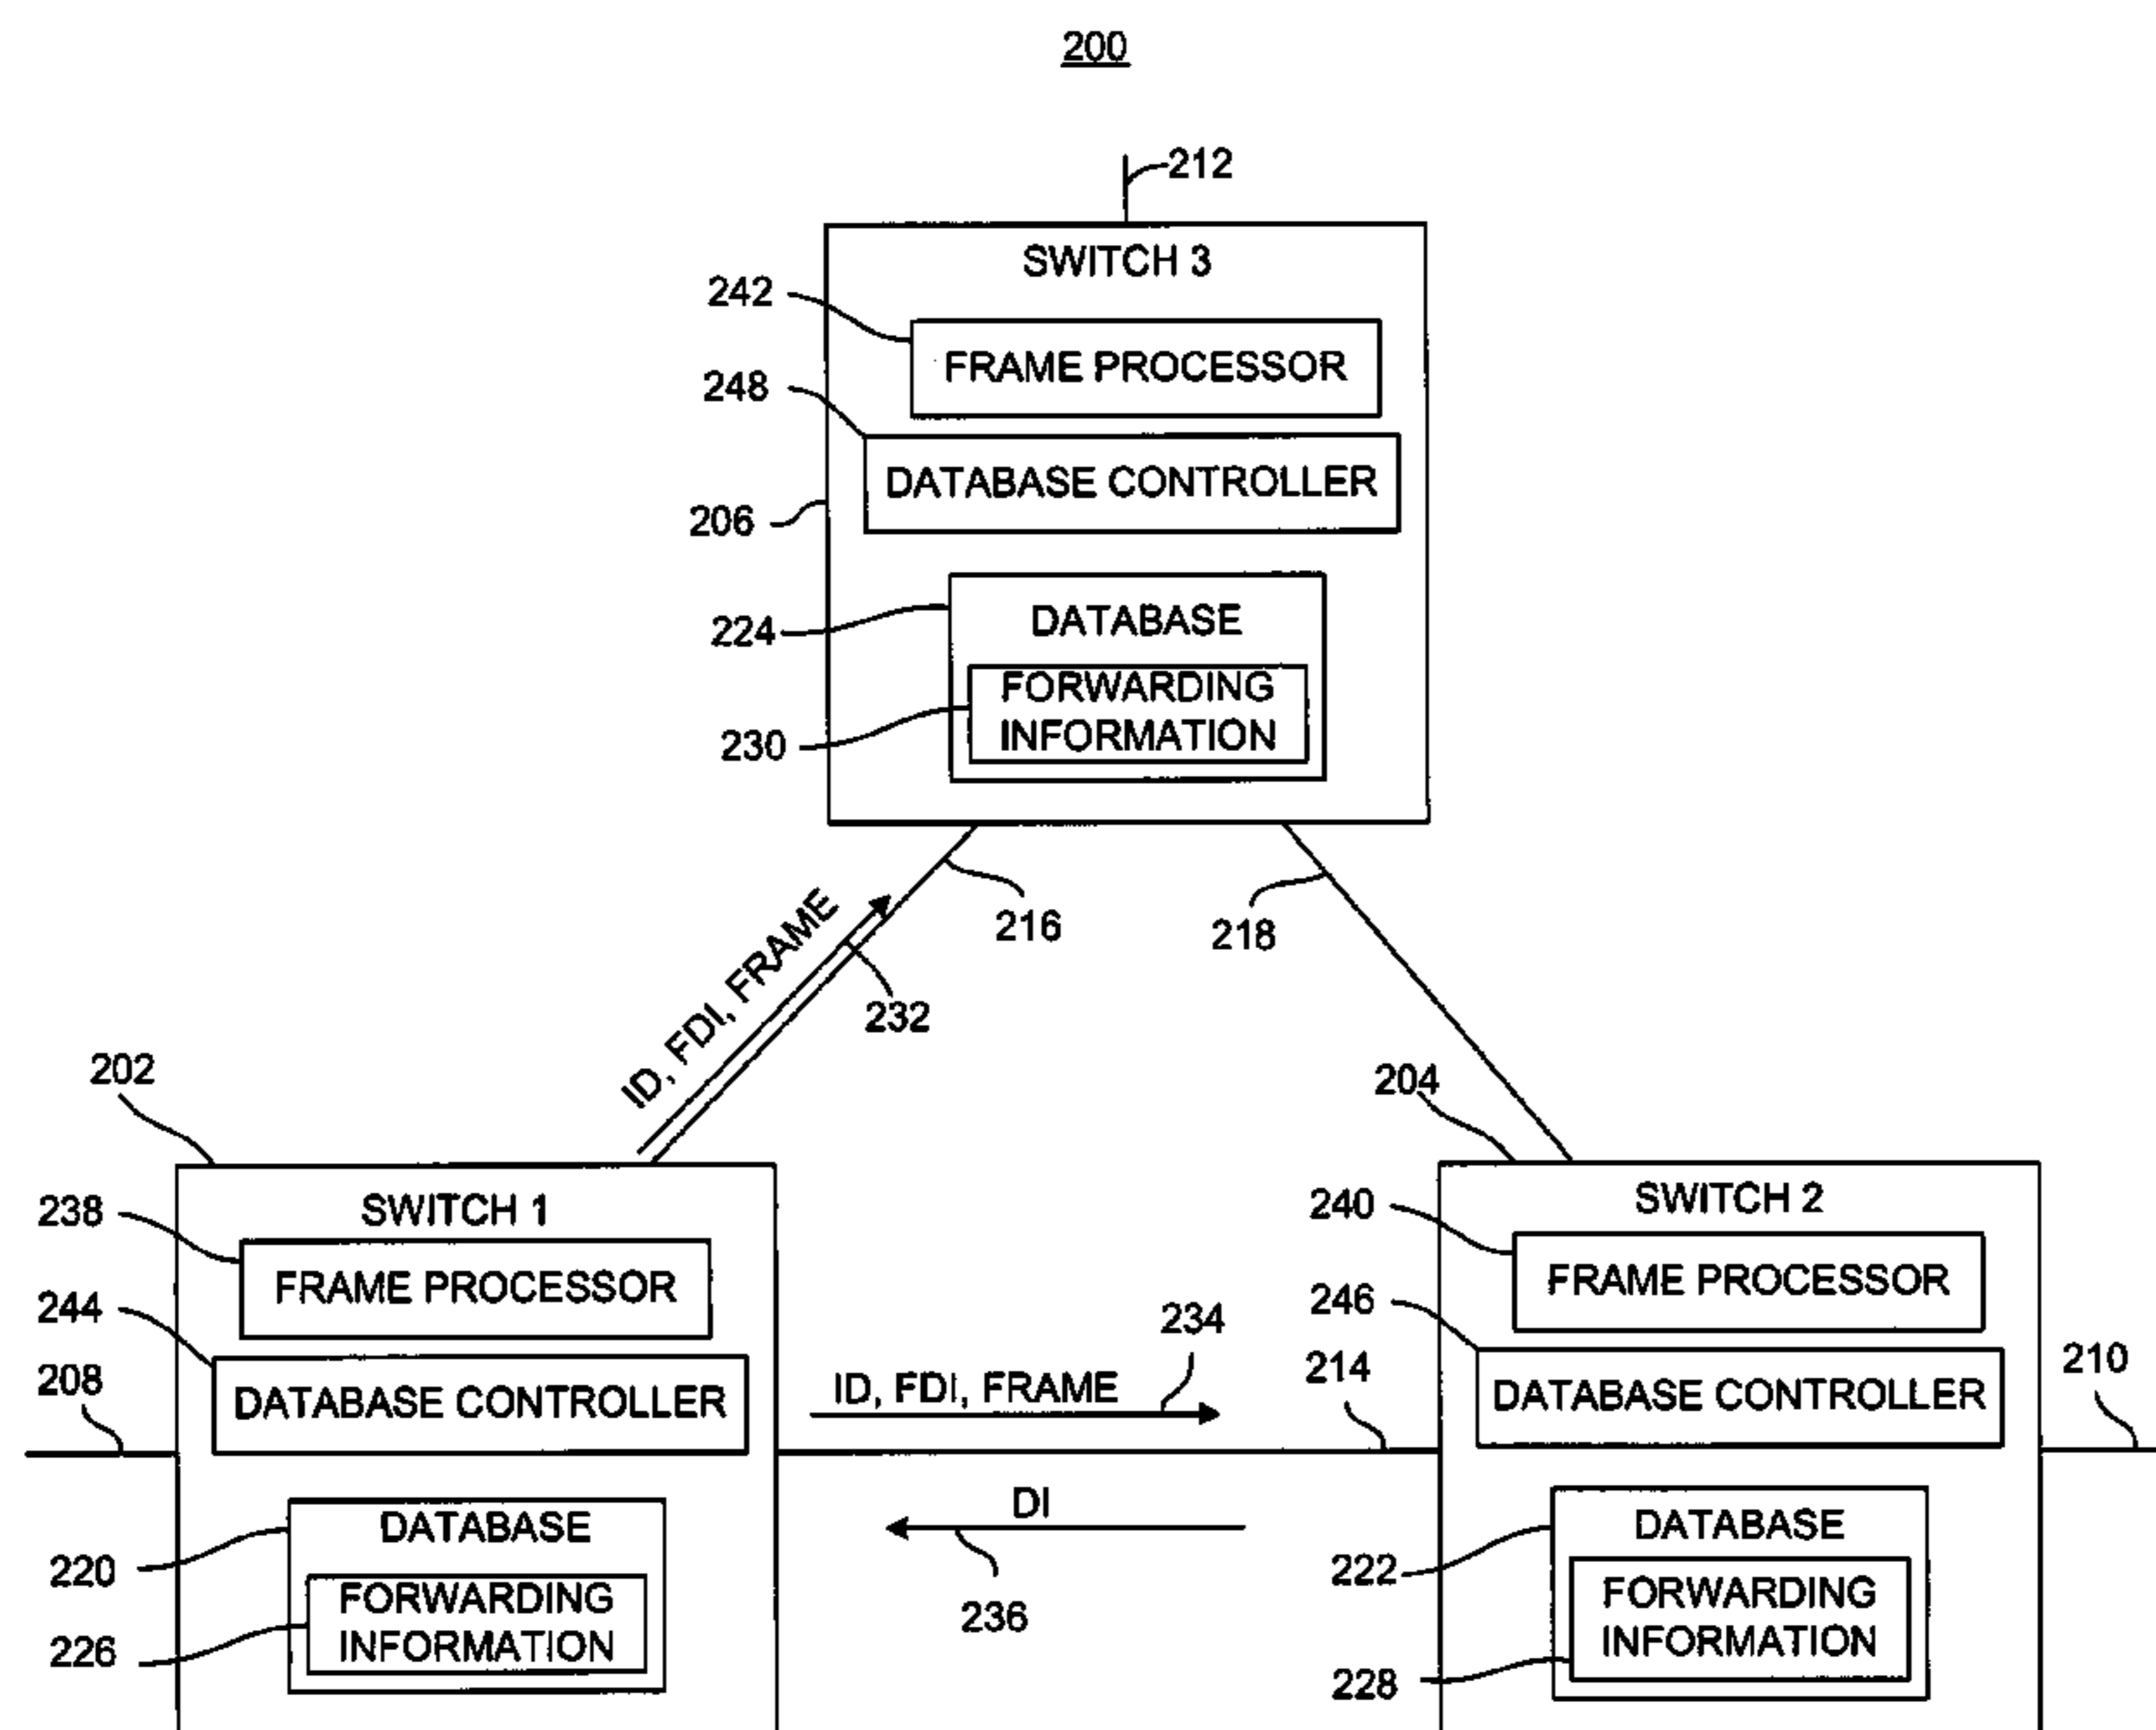 200
212
SWITCH 3
242
FRAME PROCESSOR
248
DATABASE CONTROLLER
206
DATABASE
224
FORWARDING
INFORMATION
230
216
218
ID, FDI, FRAME
232
202
204
SWITCH 1
238
FRAME PROCESSOR
244
DATABASE CONTROLLER
208
DATABASE
220
FORWARDING
INFORMATION
226
ID, FDI, FRAME
234
214
DI
236
SWITCH 2
240
FRAME PROCESSOR
246
DATABASE CONTROLLER
210
DATABASE
222
FORWARDING
INFORMATION
228